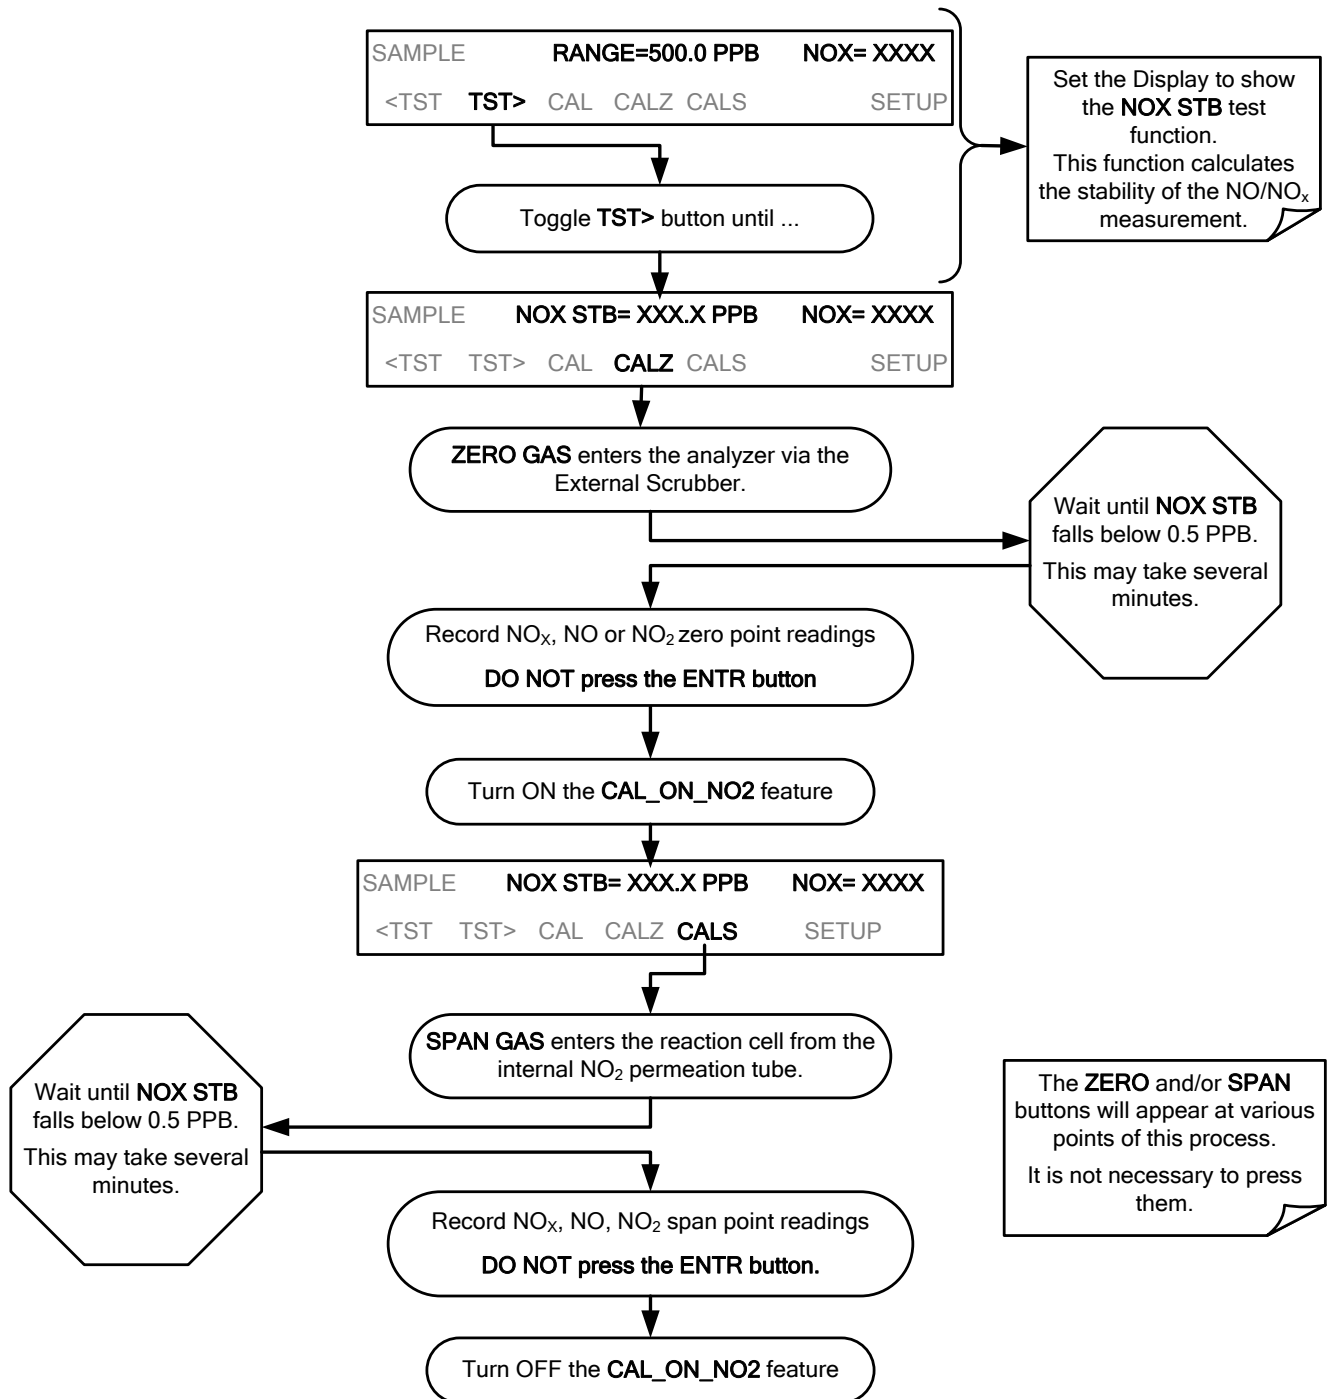 SAMPLE RANGE=500.0 PPB NOX= XXXX
<TST TST> CAL CALZ CALS SETUP
Set the Display to show
the NOX STB test
function.
This function calculates
the stability of the NO/NOx
measurement.
Toggle TST> button until ...
SAMPLE NOX STB= XXX.X PPB NOX= XXXX
<TST TST> CAL CALZ CALS SETUP
ZERO GAS enters the analyzer via the
External Scrubber.
Wait until NOX STB
falls below 0.5 PPB.
This may take several
minutes.
Record NOX, NO or NO2 zero point readings
DO NOT press the ENTR button
Turn ON the CAL_ON_NO2 feature
SAMPLE NOX STB= XXX.X PPB NOX= XXXX
<TST TST> CAL CALZ CALS SETUP
SPAN GAS enters the reaction cell from the
internal NO2 permeation tube.
Wait until NOX STB
falls below 0.5 PPB.
This may take several
minutes.
The ZERO and/or SPAN
buttons will appear at various
points of this process.
It is not necessary to press
them.
Record NOX, NO, NO2 span point readings
DO NOT press the ENTR button.
Turn OFF the CAL_ON_NO2 feature